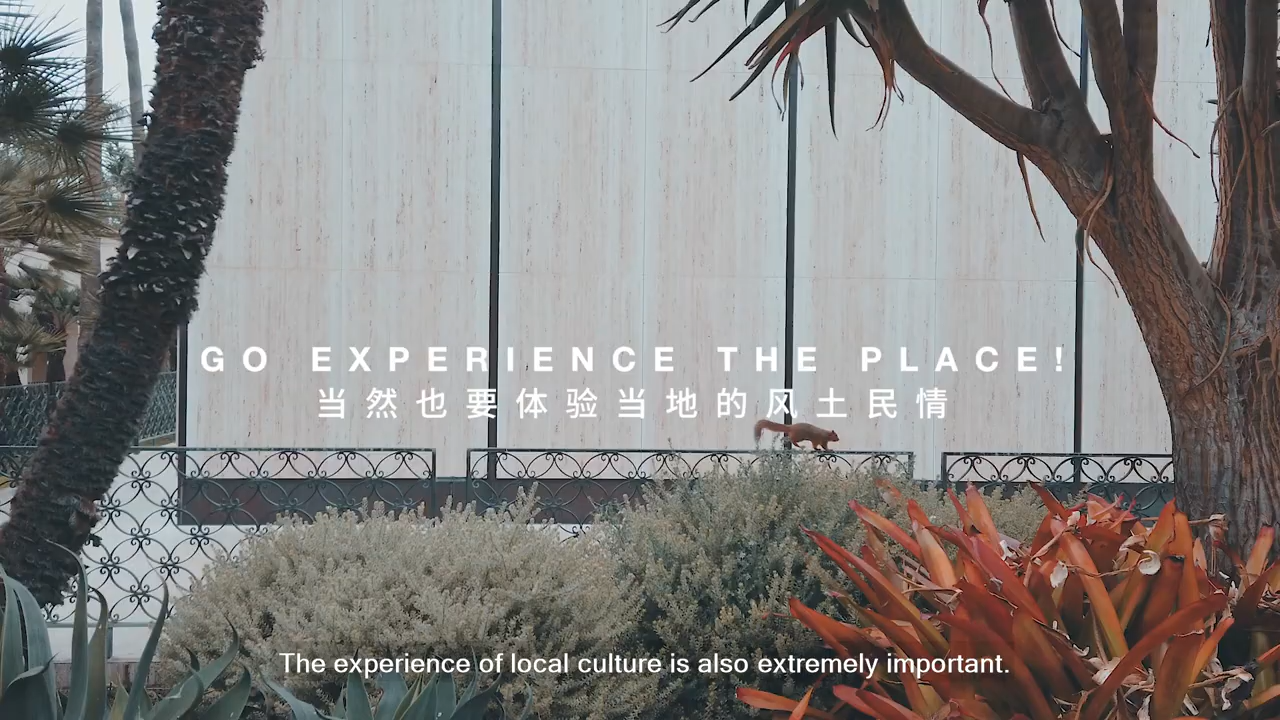 GO EXPERIENCE THE PLACE!
当然也要体验当地的风土民情
The experience of local culture is also extremely important.